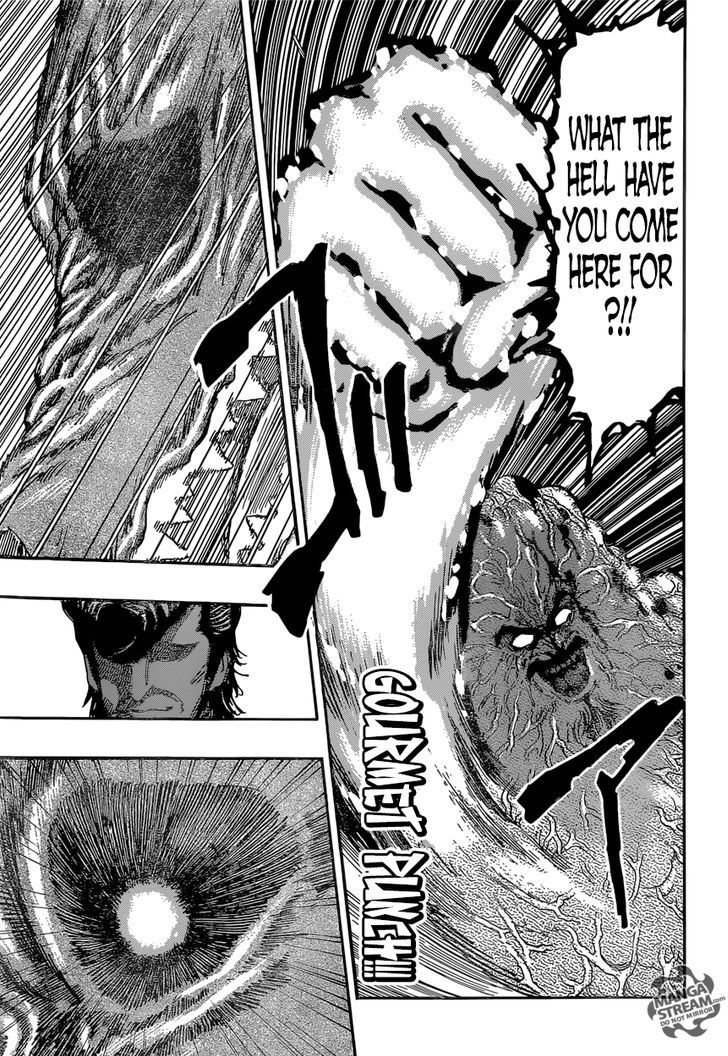 WHAT THE
HELL HAVE
YOU COME
HERE FOR
?!!
GOURMET PUNCH!!!
MANGA
STREAM.com
DO NOT MIRROR